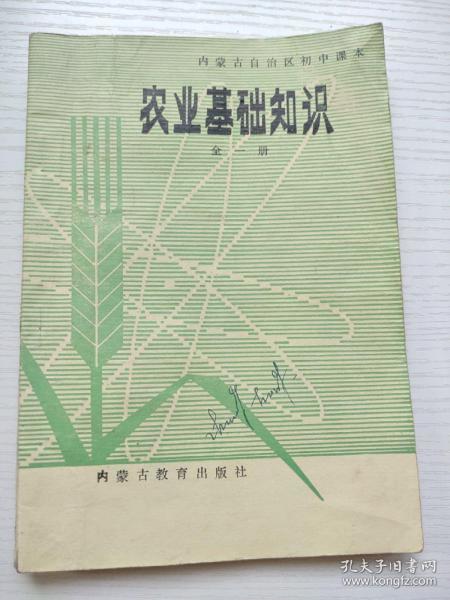 内蒙古自治区初中课本
农业基础知识
全一册
内蒙古教育出版社
孔夫子旧书网
www.kongfz.com